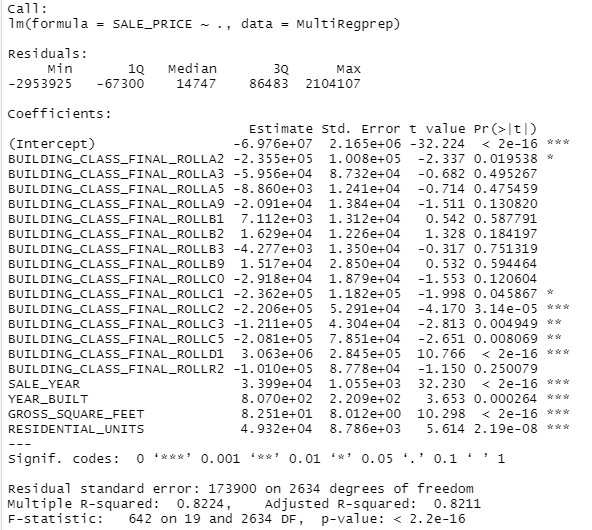 Call:
lm(formula = SALE_PRICE ~ ., data = MultiRegprep)
Residuals:
Min 1Q Median 3Q Max
-2953925 -67300 14747 86483 2104107
Coefficients:
Estimate Std. Error t value Pr(>|t|)
(Intercept) -6.976e+07 2.165e+06 -32.224 < 2e-16 ***
BUILDING_CLASS_FINAL_ROLLA2 -2.355e+05 1.008e+05 -2.337 0.019538 *
BUILDING_CLASS_FINAL_ROLLA3 -5.956e+04 8.732e+04 -0.682 0.495267
BUILDING_CLASS_FINAL_ROLLA5 -8.860e+03 1.241e+04 -0.714 0.475459
BUILDING_CLASS_FINAL_ROLLA9 -2.091e+04 1.384e+04 -1.511 0.130820
BUILDING_CLASS_FINAL_ROLLB1 7.112e+03 1.312e+04 0.542 0.587791
BUILDING_CLASS_FINAL_ROLLB2 1.629e+04 1.226e+04 1.328 0.184197
BUILDING_CLASS_FINAL_ROLLB3 -4.277e+03 1.350e+04 -0.317 0.751319
BUILDING_CLASS_FINAL_ROLLB9 1.517e+04 2.850e+04 0.532 0.594464
BUILDING_CLASS_FINAL_ROLLC0 -2.918e+04 1.879e+04 -1.553 0.120604
BUILDING_CLASS_FINAL_ROLLC1 -2.362e+05 1.182e+05 -1.998 0.045867 *
BUILDING_CLASS_FINAL_ROLLC2 -2.206e+05 5.291e+04 -4.170 3.14e-05 ***
BUILDING_CLASS_FINAL_ROLLC3 -1.211e+05 4.304e+04 -2.813 0.004949 **
BUILDING_CLASS_FINAL_ROLLC5 -2.081e+05 7.851e+04 -2.651 0.008069 **
BUILDING_CLASS_FINAL_ROLLD1 3.063e+06 2.845e+05 10.766 < 2e-16 ***
BUILDING_CLASS_FINAL_ROLLR2 -1.010e+05 8.778e+04 -1.150 0.250079
SALE_YEAR 3.399e+04 1.055e+03 32.230 < 2e-16 ***
YEAR_BUILT 8.070e+02 2.209e+02 3.653 0.000264 ***
GROSS_SQUARE_FEET 8.251e+01 8.012e+00 10.298 < 2e-16 ***
RESIDENTIAL_UNITS 4.932e+04 8.786e+03 5.614 2.19e-08 ***
---
Signif. codes: 0 ‘***’ 0.001 ‘**’ 0.01 ‘*’ 0.05 ‘.’ 0.1 ‘ ’ 1
Residual standard error: 173900 on 2634 degrees of freedom
Multiple R-squared: 0.8224, Adjusted R-squared: 0.8211
F-statistic: 642 on 19 and 2634 DF, p-value: < 2.2e-16